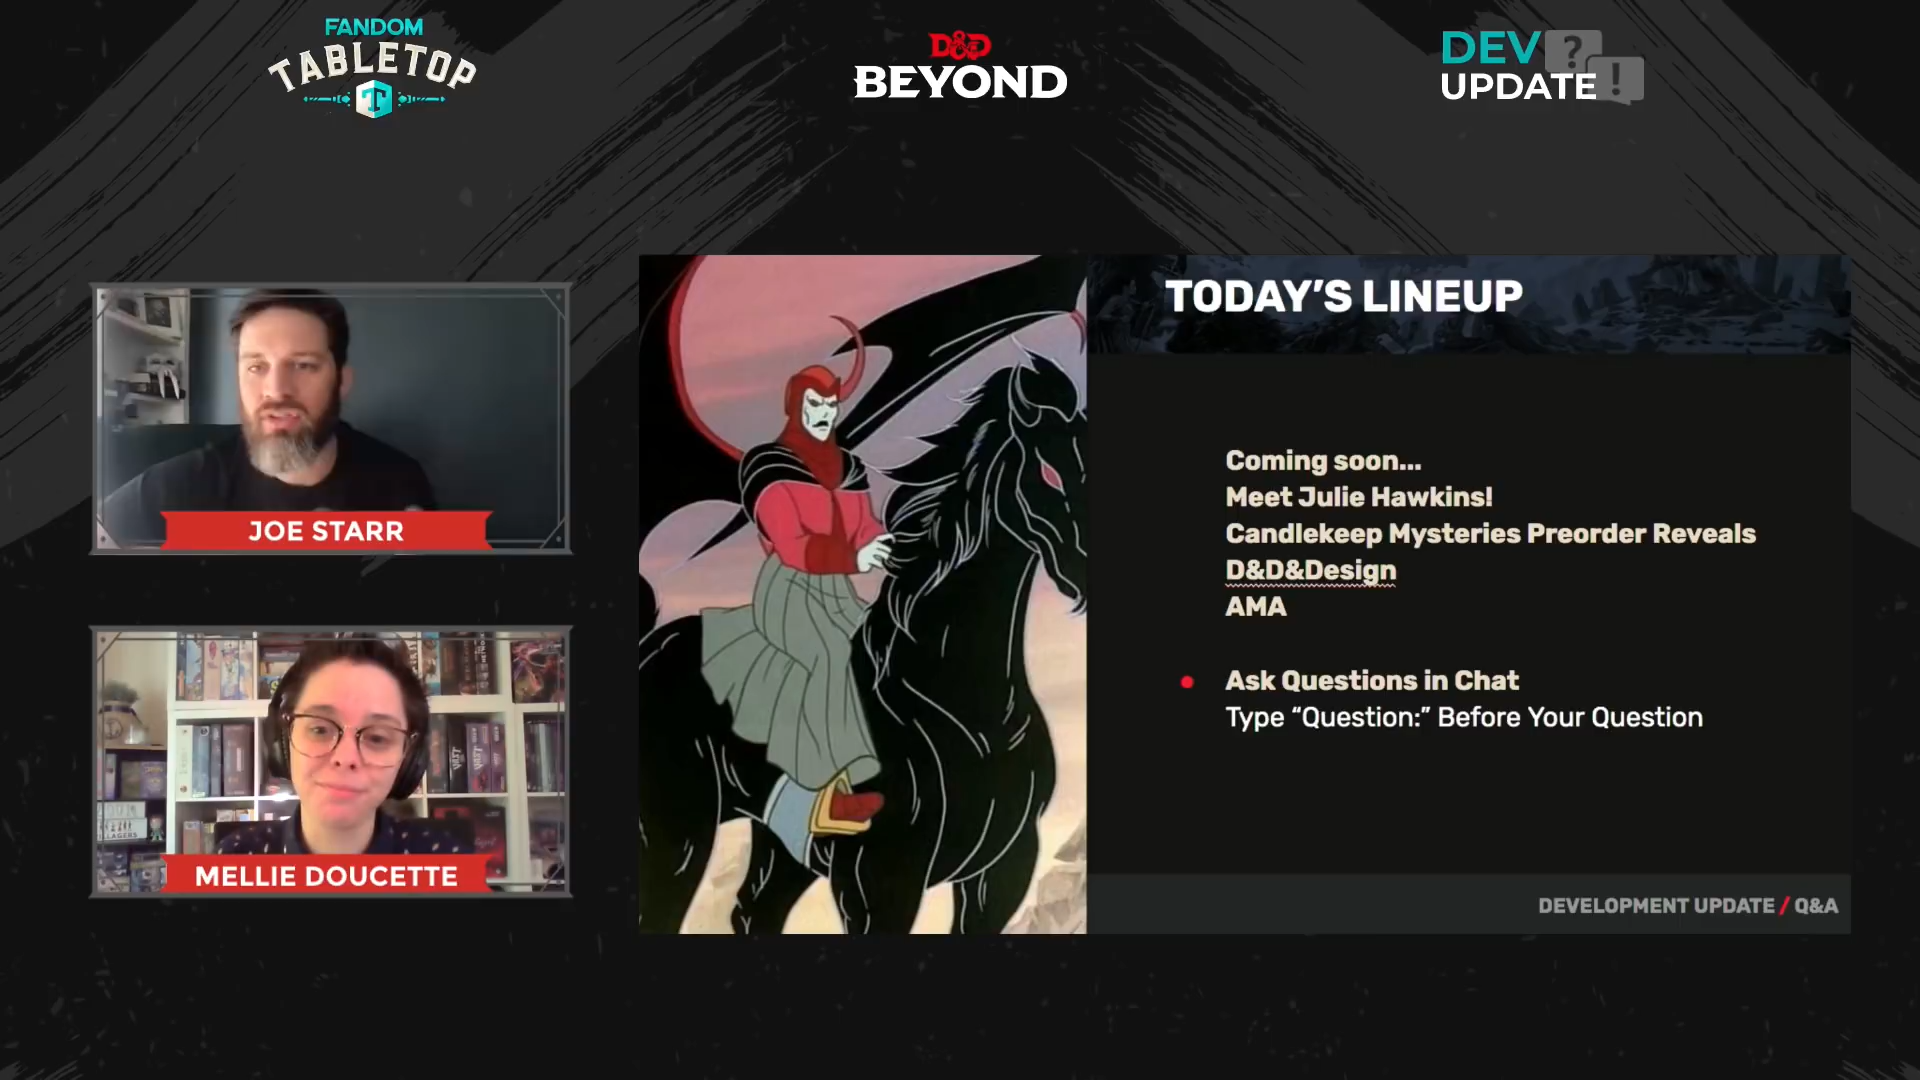 FANDOM
TABLETOP
T
D&D
BEYOND
DEV ?
UPDATE !
JOE STARR
MELLIE DOUCETTE
TODAY’S LINEUP
Coming soon...
Meet Julie Hawkins!
Candlekeep Mysteries Preorder Reveals
D&D&Design
AMA
Ask Questions in Chat
Type “Question:” Before Your Question
DEVELOPMENT UPDATE / Q&A